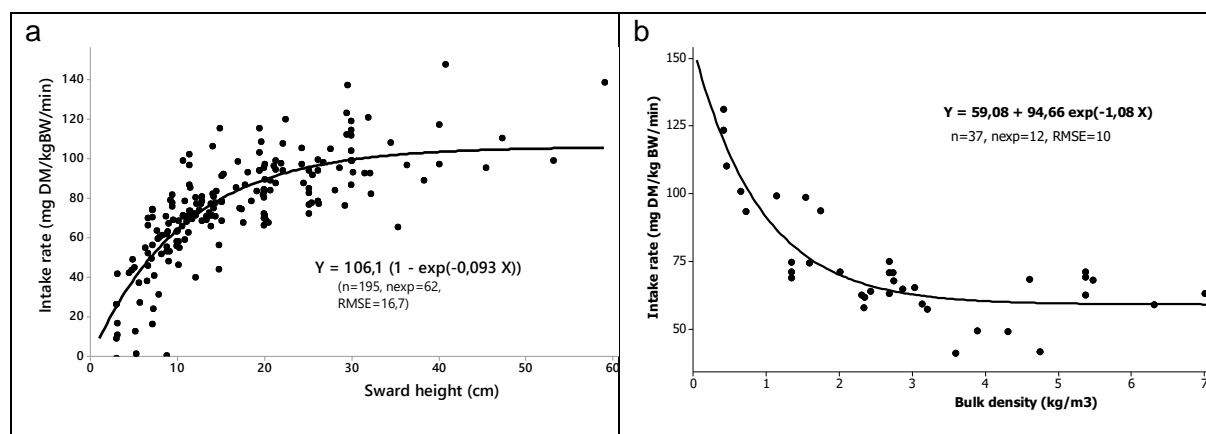 a
Intake rate (mg DM/kgBW/min)
140
120
100
80
60
40
20
0
Y = 106,1 (1 - exp(-0,093 X))
(n=195, nexp=62,
RMSE=16,7)
0 10 20 30 40 50 60
Sward height (cm)
b
Intake rate (mg DM/kg BW/min)
150
125
100
75
50
Y = 59,08 + 94,66 exp(-1,08 X)
n=37, nexp=12, RMSE=10
0 1 2 3 4 5 6 7
Bulk density (kg/m3)